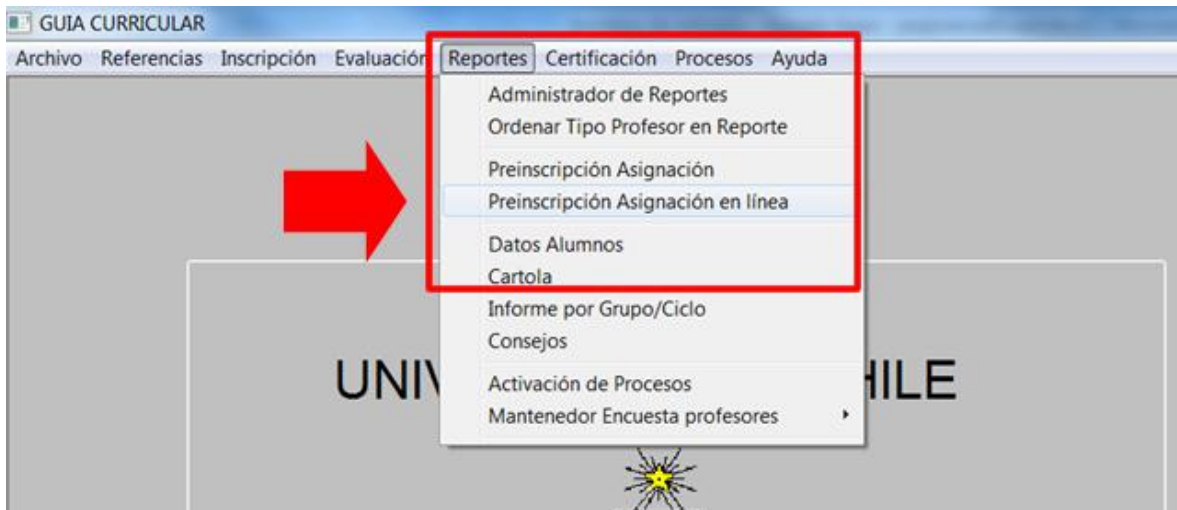 GUIA CURRICULAR
Archivo Referencias Inscripción Evaluación Reportes Certificación Procesos Ayuda
Administrador de Reportes
Ordenar Tipo Profesor en Reporte
Preinscripción Asignación
Preinscripción Asignación en línea
Datos Alumnos
Cartola
Informe por Grupo/Ciclo
Consejos
Activación de Procesos
Mantenedor Encuesta profesores